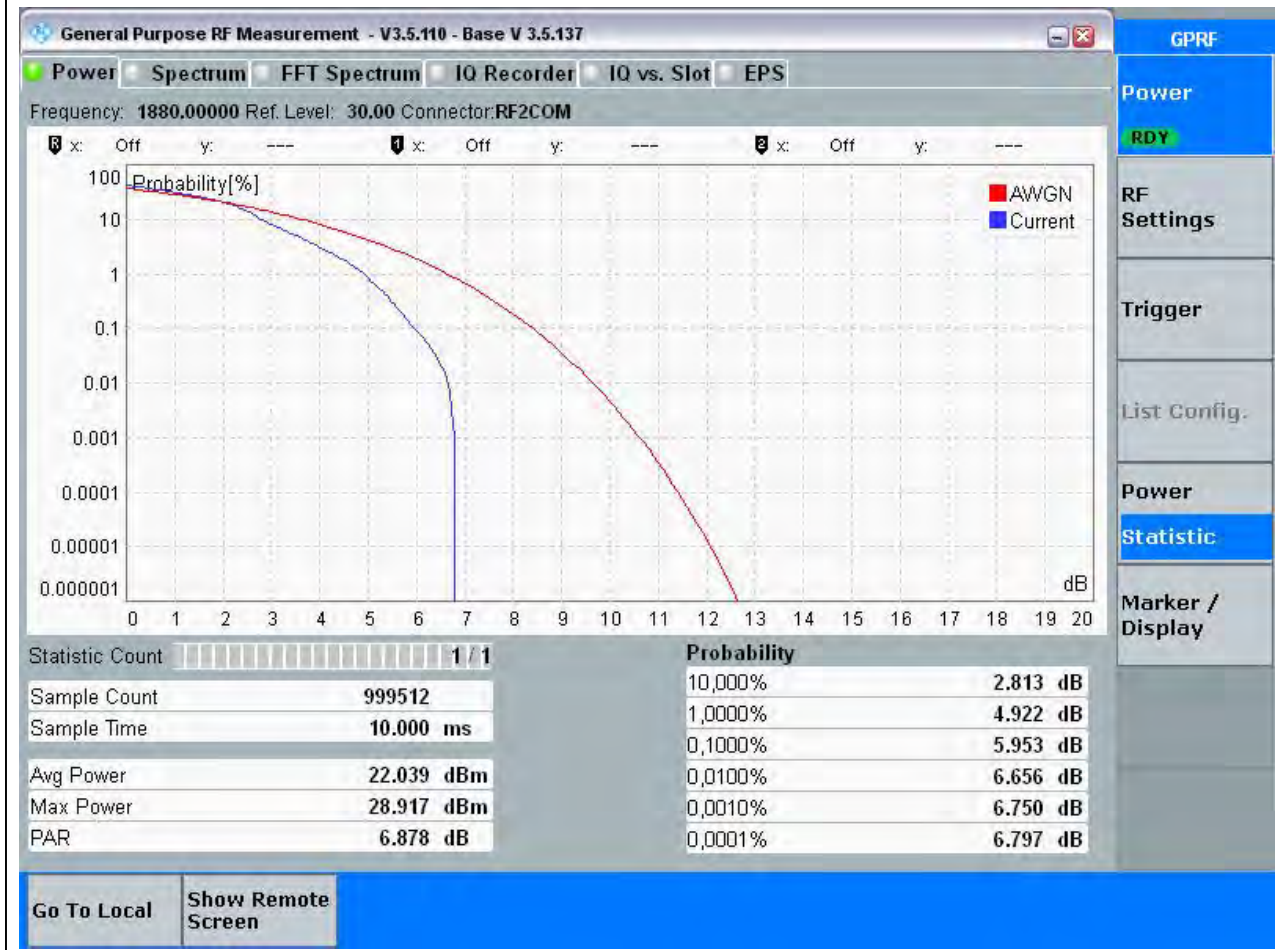 General Purpose RF Measurement - V3.5.110 - Base V 3.5.137
GPRF
Power Spectrum FFT Spectrum IQ Recorder IQ vs. Slot EPS
Frequency: 1880.00000 Ref. Level: 30.00 Connector:RF2COM
R x: Off y: --- 1 x: Off y: --- 2 x: Off y: ---
Probability[%]
AWGN
Current
100
10
1
0.1
0.01
0.001
0.0001
0.00001
0.000001
dB
0 1 2 3 4 5 6 7 8 9 10 11 12 13 14 15 16 17 18 19 20
Statistic Count 1 / 1
Sample Count 999512
Sample Time 10.000 ms
Avg Power 22.039 dBm
Max Power 28.917 dBm
PAR 6.878 dB
Probability
10,000% 2.813 dB
1,0000% 4.922 dB
0,1000% 5.953 dB
0,0100% 6.656 dB
0,0010% 6.750 dB
0,0001% 6.797 dB
Power
RDY
RF
Settings
Trigger
List Config.
Power
Statistic
Marker /
Display
Go To Local
Show Remote
Screen